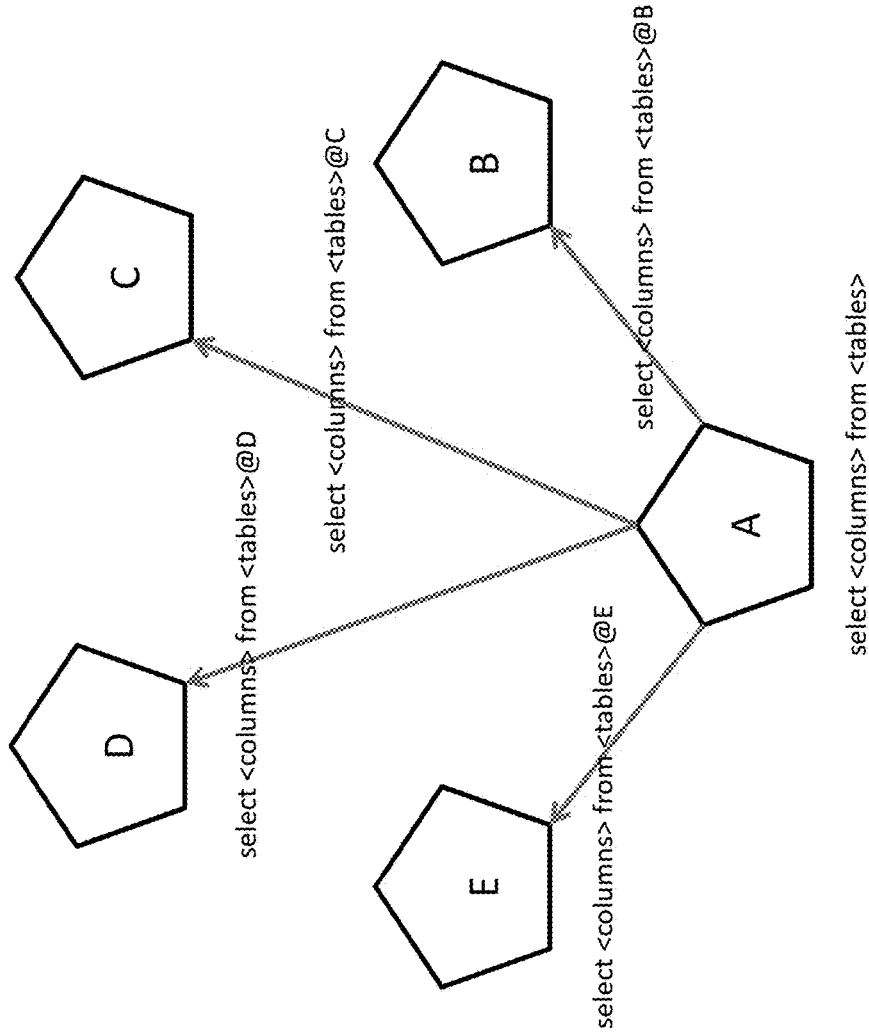 D
C
select <columns> from <tables>@D
select <columns> from <tables>@C
E
B
select <columns> from <tables>@E
select <columns> from <tables>@B
A
select <columns> from <tables>